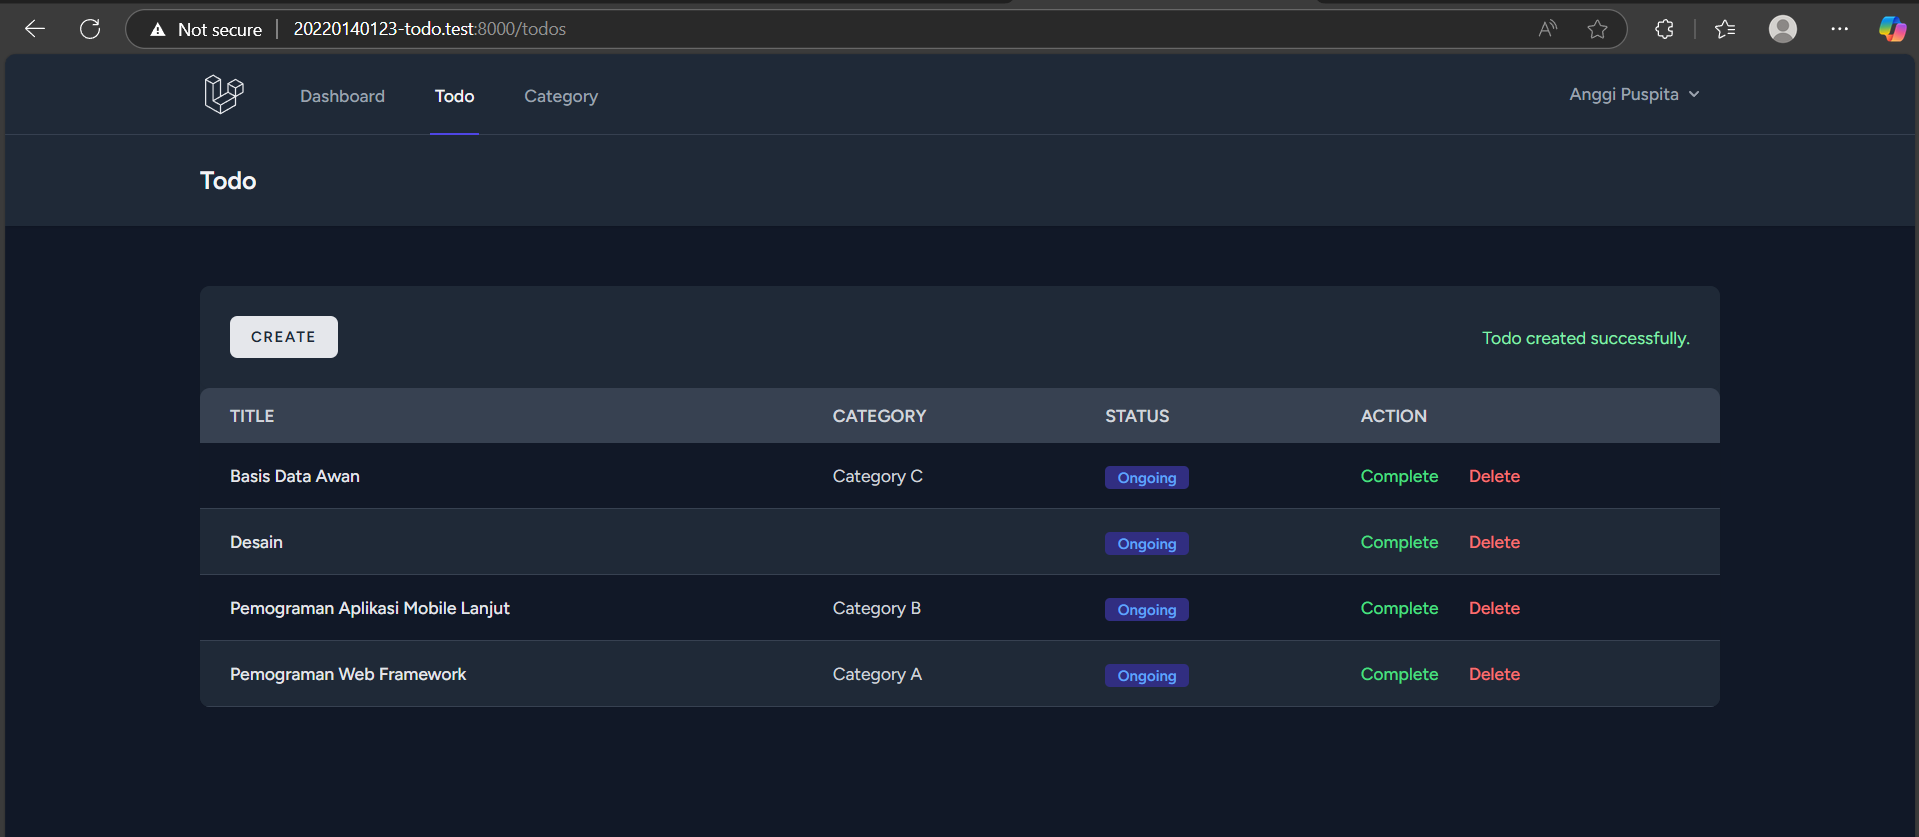 Not secure 20220140123-todo.test:8000/todos
Dashboard Todo Category Anggi Puspita
Todo
CREATE Todo created successfully.
TITLE CATEGORY STATUS ACTION
Basis Data Awan Category C Ongoing Complete Delete
Desain Ongoing Complete Delete
Pemograman Aplikasi Mobile Lanjut Category B Ongoing Complete Delete
Pemograman Web Framework Category A Ongoing Complete Delete